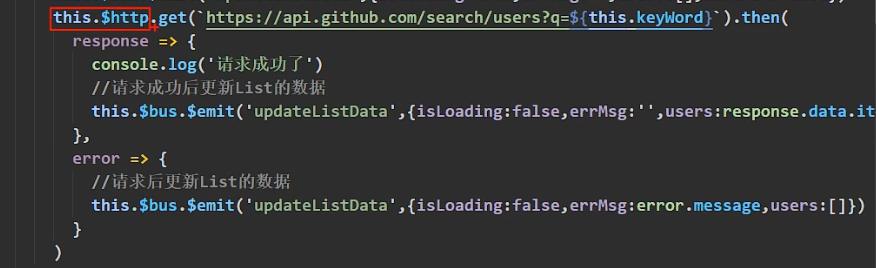 this.$http.get(`https://api.github.com/search/users?q=${this.keyWord}`).then(
response => {
console.log('请求成功了')
//请求成功后更新List的数据
this.$bus.$emit('updateListData',{isLoading:false,errMsg:'',users:response.data.it
},
error => {
//请求后更新List的数据
this.$bus.$emit('updateListData',{isLoading:false,errMsg:error.message,users:[]})
}
)